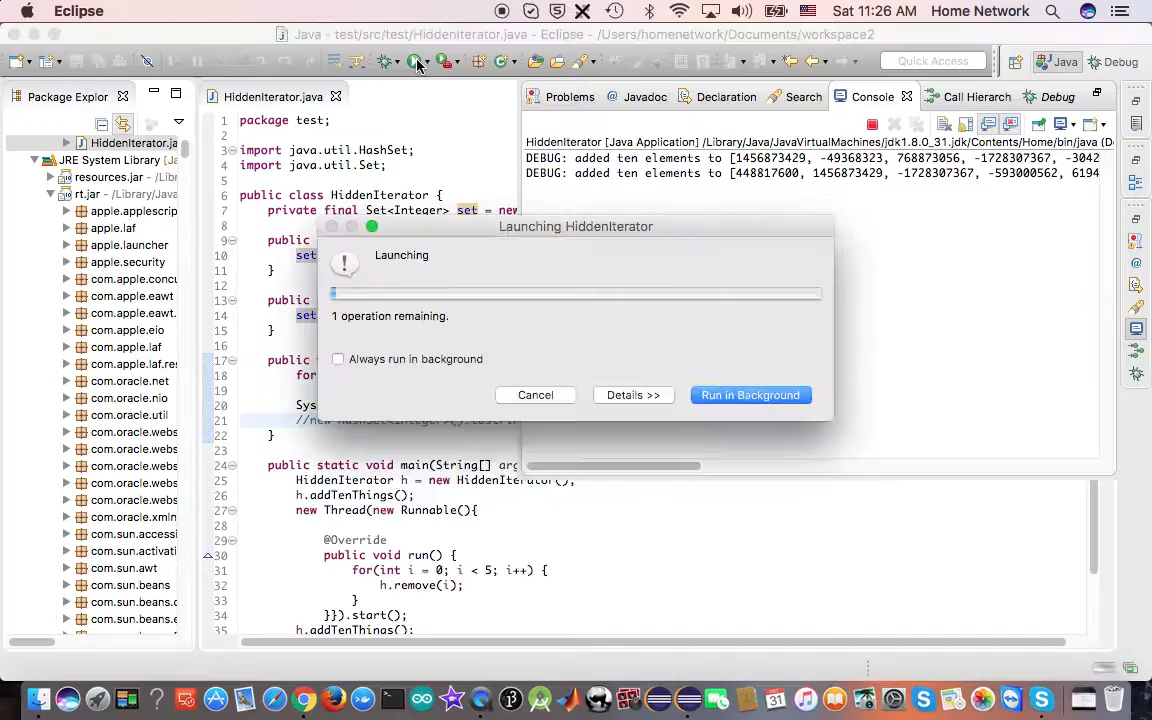 Eclipse
Sat 11:26 AM
Home Network
Java - test/src/test/HiddenIterator.java - Eclipse - /Users/homenetwork/Documents/workspace2
Quick Access
Java
Debug
Package Explor
HiddenIterator.ja
JRE System Library [Ja
resources.jar - /Libr
rt.jar - /Library/Java
apple.applescrip
apple.laf
apple.launcher
apple.security
com.apple.concu
com.apple.eawt
com.apple.eawt.
com.apple.eio
com.apple.laf
com.apple.laf.res
com.oracle.net
com.oracle.nio
com.oracle.util
com.oracle.webs
com.oracle.webs
com.oracle.webs
com.oracle.webs
com.oracle.webs
com.oracle.xmln
com.sun.accessi
com.sun.activati
com.sun.awt
com.sun.beans
com.sun.beans.d
com.sun.beans.e
HiddenIterator.java
1 package test;
2
3 import java.util.HashSet;
4 import java.util.Set;
5
6 public class HiddenIterator {
7 private final Set<Integer> set = new
8
9 public
10 set
11 }
12
13 public
14 set
15 }
16
17 public
18 for
19
20 Sys
21
22 }
23
24 public static void main(String[] arg
25 HiddenIterator h = new HiddenIterator();
26 h.addTenThings();
27 new Thread(new Runnable(){
28
29 @Override
30 public void run() {
31 for(int i = 0; i < 5; i++) {
32 h.remove(i);
33 }
34 }}).start();
35 h.addTenThings();
Problems
Javadoc
Declaration
Search
Console
Call Hierarch
Debug
HiddenIterator [Java Application] /Library/Java/JavaVirtualMachines/jdk1.8.0_31.jdk/Contents/Home/bin/java (D
DEBUG: added ten elements to [1456873429, -49368323, 768873056, -1728307367, -3042
DEBUG: added ten elements to [448817600, 1456873429, -1728307367, -593000562, 6194
Launching HiddenIterator
Launching
1 operation remaining.
Always run in background
Cancel
Details >>
Run in Background